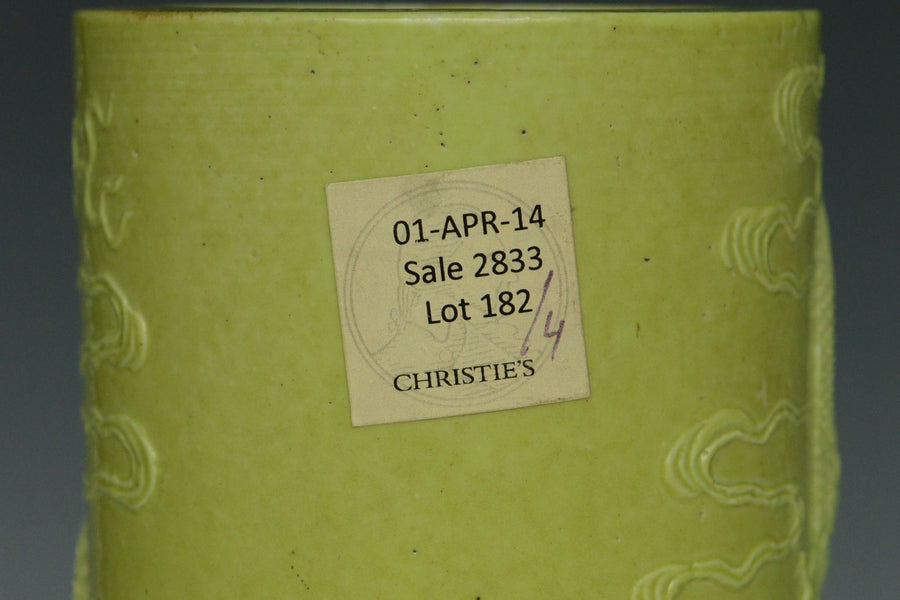 01-APR-14
Sale 2833
Lot 182/4
CHRISTIE'S